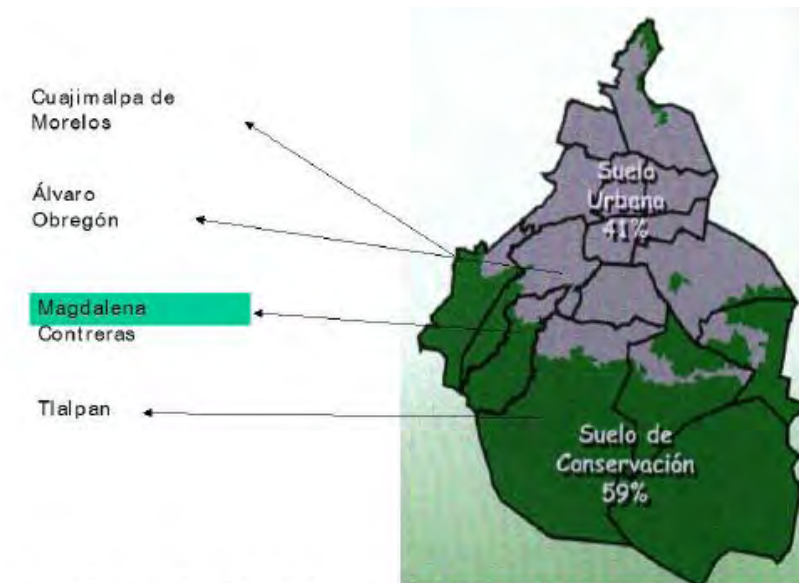 Cuajimalpa de
Morelos
Álvaro
Obregón
Magdalena
Contreras
Tlalpan
Suelo
Urbano
41%
Suelo de
Conservación
59%